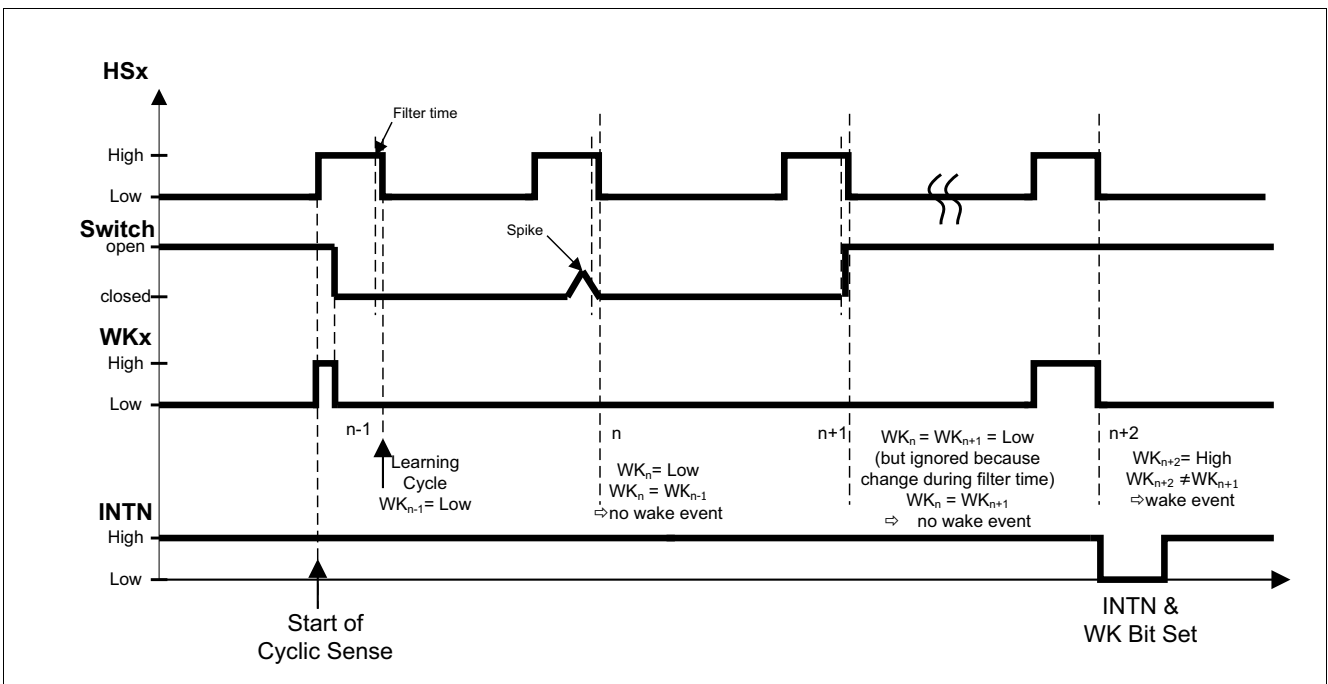 HSx
Filter time
High
Low
Switch
open
Spike
closed
WKx
High
Low
n-1
n
n+1
n+2
Learning
Cycle
WKn-1= Low
WKn= Low
WKn = WKn-1
⇨no wake event
WKn = WKn+1 = Low
(but ignored because
change during filter time)
WKn = WKn+1
⇨ no wake event
WKn+2= High
WKn+2 ≠WKn+1
⇨wake event
INTN
High
Low
Start of
Cyclic Sense
INTN &
WK Bit Set